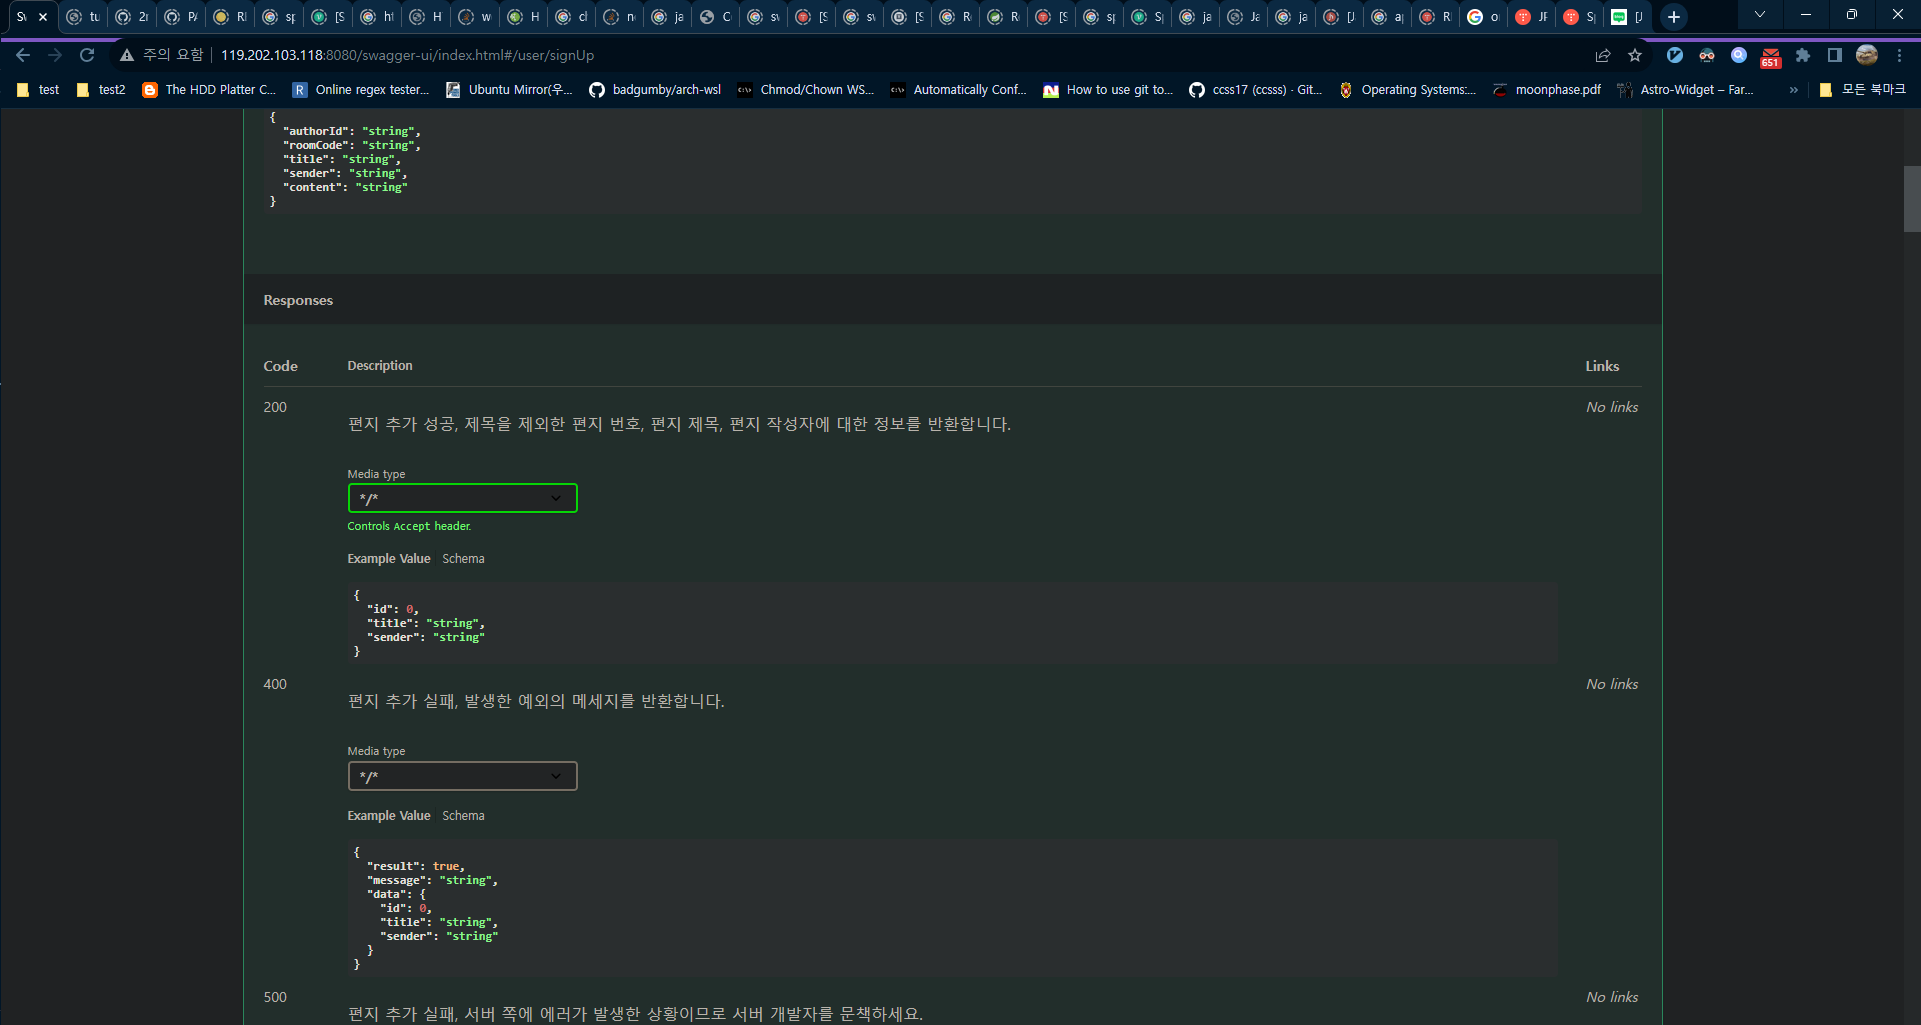 주의 요함 119.202.103.118:8080/swagger-ui/index.html#/user/signUp 651
test test2 The HDD Platter C... Online regex tester... Ubuntu Mirror(우... badgumby/arch-wsl Chmod/Chown WS... Automatically Conf... How to use git to... ccss17 (ccsss) · Git... Operating Systems:... moonphase.pdf Astro-Widget – Far... » 모든 북마크
{
"authorId": "string",
"roomCode": "string",
"title": "string",
"sender": "string",
"content": "string"
}
Responses
Code Description Links
200 No links
편지 추가 성공, 제목을 제외한 편지 번호, 편지 제목, 편지 작성자에 대한 정보를 반환합니다.
Media type
*/*
Controls Accept header.
Example Value Schema
{
"id": 0,
"title": "string",
"sender": "string"
}
400 No links
편지 추가 실패, 발생한 예외의 메세지를 반환합니다.
Media type
*/*
Example Value Schema
{
"result": true,
"message": "string",
"data": {
"id": 0,
"title": "string",
"sender": "string"
}
}
500 No links
편지 추가 실패, 서버 쪽에 에러가 발생한 상황이므로 서버 개발자를 문책하세요.